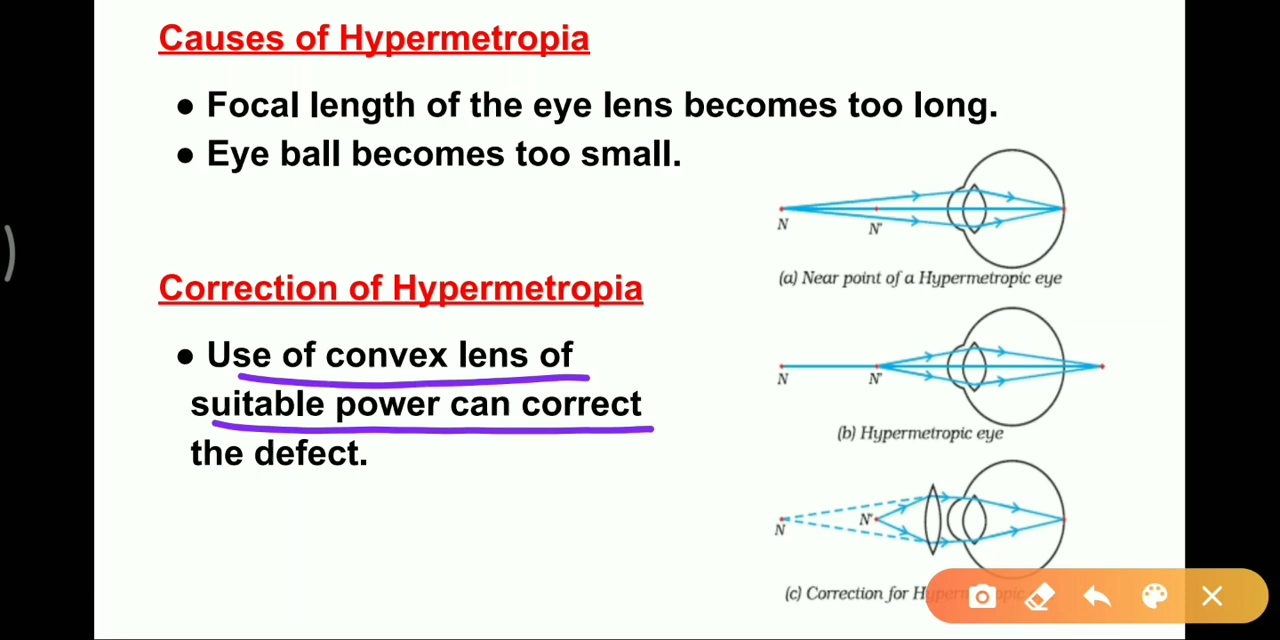 Causes of Hypermetropia
● Focal length of the eye lens becomes too long.
● Eye ball becomes too small.
N
N'
(a) Near point of a Hypermetropic eye
Correction of Hypermetropia
● Use of convex lens of
suitable power can correct
the defect.
N
N'
(b) Hypermetropic eye
N
N'
(c) Correction for